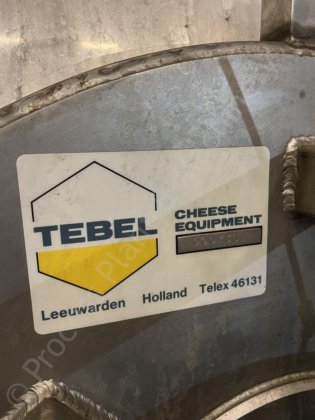 TEBEL
CHEESE
EQUIPMENT
Leeuwarden Holland Telex 46131